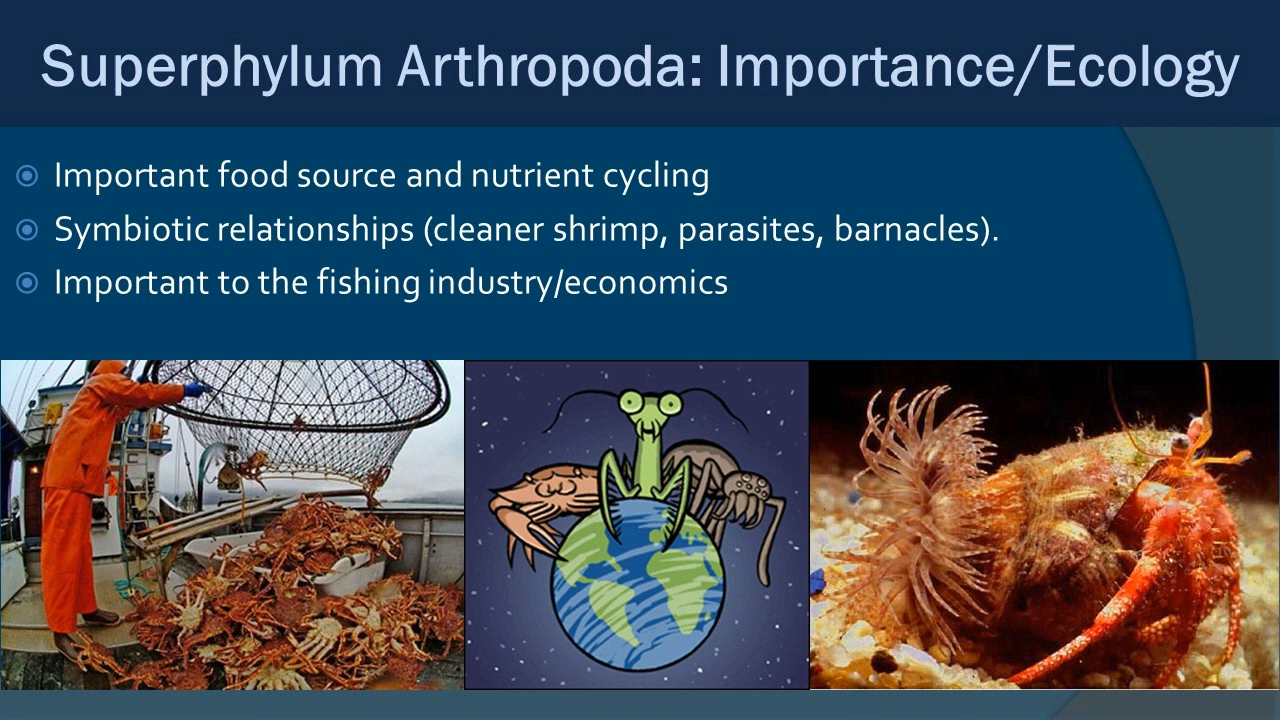 Superphylum Arthropoda: Importance/Ecology
Important food source and nutrient cycling
Symbiotic relationships (cleaner shrimp, parasites, barnacles).
Important to the fishing industry/economics